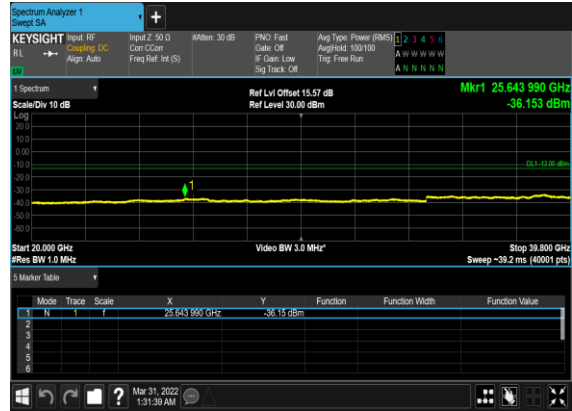 Spectrum Analyzer 1
Swept SA
+
KEYSIGHT Input: RF Input Z: 50 Ω #Atten: 30 dB PNO: Fast Avg Type: Power (RMS) 1 2 3 4 5 6
RL Coupling: DC Corr CCorr Gate: Off Avg|Hold: 100/100 A W W W W W
Align: Auto Freq Ref: Int (S) IF Gain: Low Trig: Free Run
Sig Track: Off A N N N N N
1 Spectrum Ref Lvl Offset 15.57 dB Mkr1 25.643 990 GHz
Scale/Div 10 dB Ref Level 30.00 dBm -36.153 dBm
Log
20.0
10.0
0.00
-10.0 DL1 -13.00 dBm
-20.0
-30.0 1
-40.0
-50.0
-60.0
Start 20.000 GHz Video BW 3.0 MHz* Stop 39.800 GHz
#Res BW 1.0 MHz Sweep ~39.2 ms (40001 pts)
5 Marker Table
Mode Trace Scale X Y Function Function Width Function Value
1 N 1 f 25.643 990 GHz -36.15 dBm
2
3
4
5
6
? Mar 31, 2022
1:31:39 AM